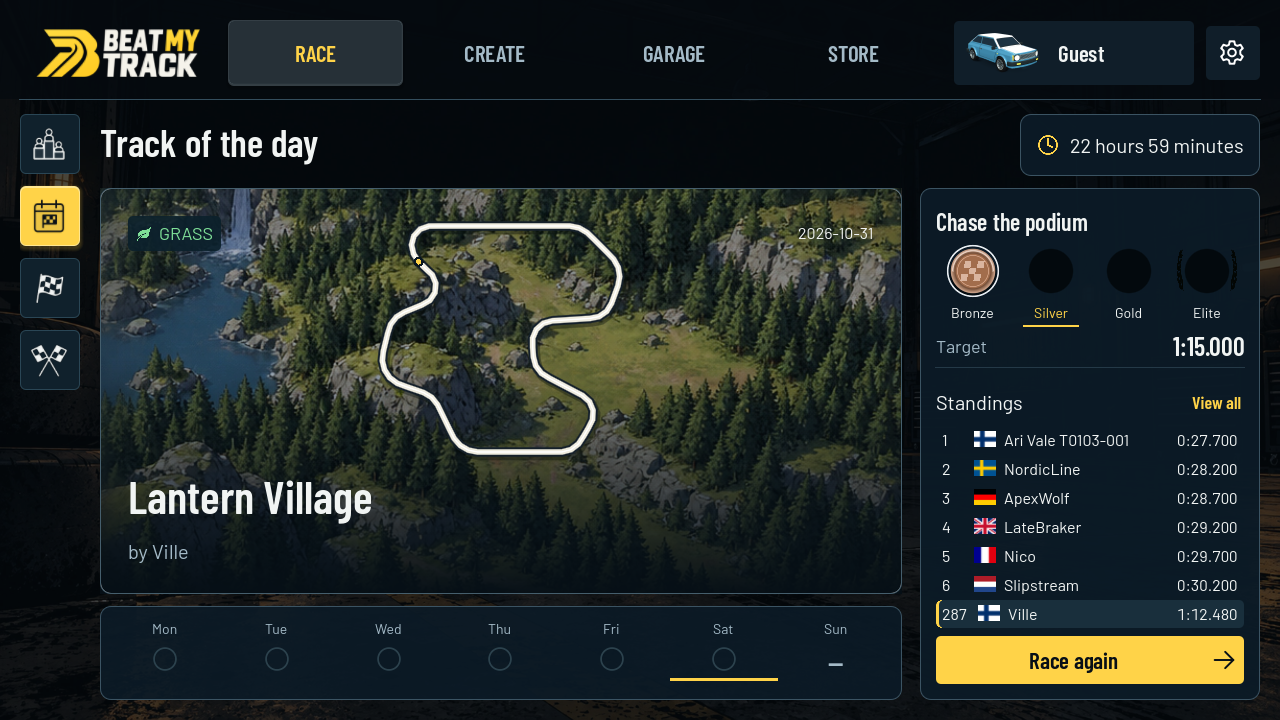 BEATMY
TRACK
RACE
CREATE
GARAGE
STORE
Guest
Track of the day
22 hours 59 minutes
GRASS
2026-10-31
Lantern Village
by Ville
Mon
Tue
Wed
Thu
Fri
Sat
Sun
–
Chase the podium
Bronze
Silver
Gold
Elite
Target 1:15.000
Standings View all
1 Ari Vale T0103-001 0:27.700
2 NordicLine 0:28.200
3 ApexWolf 0:28.700
4 LateBraker 0:29.200
5 Nico 0:29.700
6 Slipstream 0:30.200
287 Ville 1:12.480
Race again